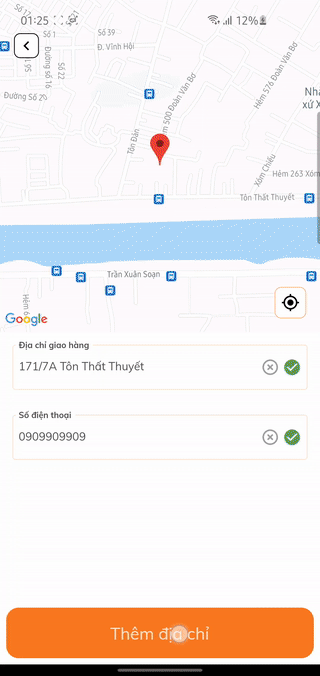 01:25
12%
Số 1
Số 39
Đ. Vĩnh Hội
Số 22
Đường số 16
Đường Số 20
Tôn Đản
Hẻm 500 Đoàn Văn Bơ
Hẻm 576 Đoàn Văn Bơ
Nhà
xứ X
Xóm Chiếu
Hẻm 263 Xóm
Tôn Thất Thuyết
Trần Xuân Soạn
Google
Địa chỉ giao hàng
171/7A Tôn Thất Thuyết
Số điện thoại
0909909909
Thêm địa chỉ